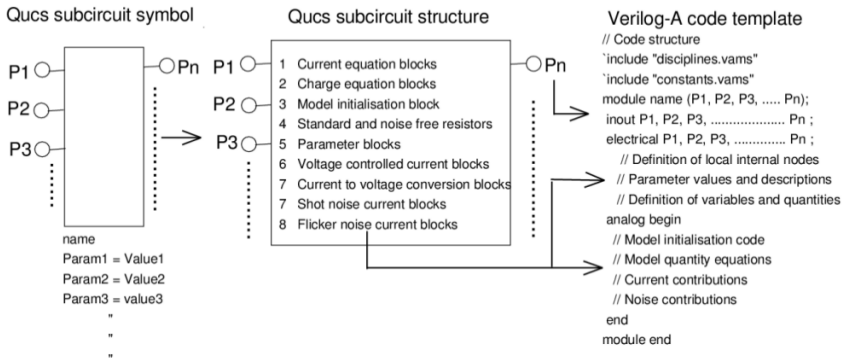 Qucs subcircuit symbol
P1
P2
P3
Pn
name
Param1 = Value1
Param2 = Value2
Param3 = value3
"
"
"
Qucs subcircuit structure
P1
P2
P3
Pn
1 Current equation blocks
2 Charge equation blocks
3 Model initialisation block
4 Standard and noise free resistors
5 Parameter blocks
6 Voltage controlled current blocks
7 Current to voltage conversion blocks
7 Shot noise current blocks
8 Flicker noise current blocks
Verilog-A code template
// Code structure
`include "disciplines.vams"
`include "constants.vams"
module name (P1, P2, P3, ..... Pn);
inout P1, P2, P3, ..................... Pn ;
electrical P1, P2, P3, .............. Pn ;
// Definition of local internal nodes
// Parameter values and descriptions
// Definition of variables and quantities
analog begin
// Model initialisation code
// Model quantity equations
// Current contributions
// Noise contributions
end
module end